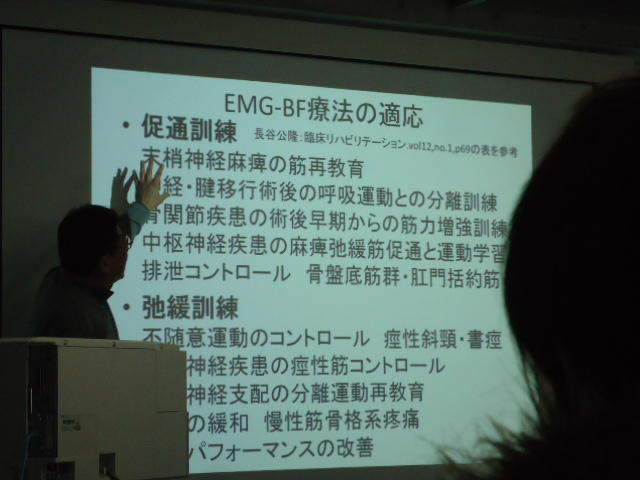 EMG-BF療法の適応
・促通訓練 長谷公隆:臨床リハビリテーション.vol12,no.1,p69の表を参考
末梢神経麻痺の筋再教育
経・腱移行術後の呼吸運動との分離訓練
骨関節疾患の術後早期からの筋力増強訓練
中枢神経疾患の麻痺弛緩筋促通と運動学習
排泄コントロール 骨盤底筋群・肛門括約筋
・弛緩訓練
不随意運動のコントロール 痙性斜頸・書痙
神経疾患の痙性筋コントロール
神経支配の分離運動再教育
の緩和 慢性筋骨格系疼痛
パフォーマンスの改善